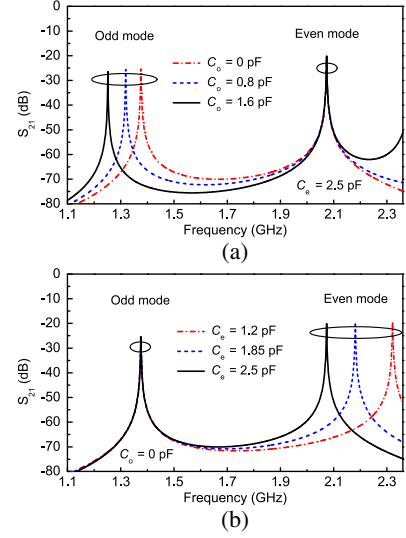 0
-10
-20
-30
-40
-50
-60
-70
-80
S21 (dB)
Odd mode
Even mode
Co = 0 pF
Co = 0.8 pF
Co = 1.6 pF
Ce = 2.5 pF
1.1 1.3 1.5 1.7 1.9 2.1 2.3
Frequency (GHz)
(a)
0
-10
-20
-30
-40
-50
-60
-70
-80
S21 (dB)
Odd mode
Even mode
Ce = 1.2 pF
Ce = 1.85 pF
Ce = 2.5 pF
Co = 0 pF
1.1 1.3 1.5 1.7 1.9 2.1 2.3
Frequency (GHz)
(b)